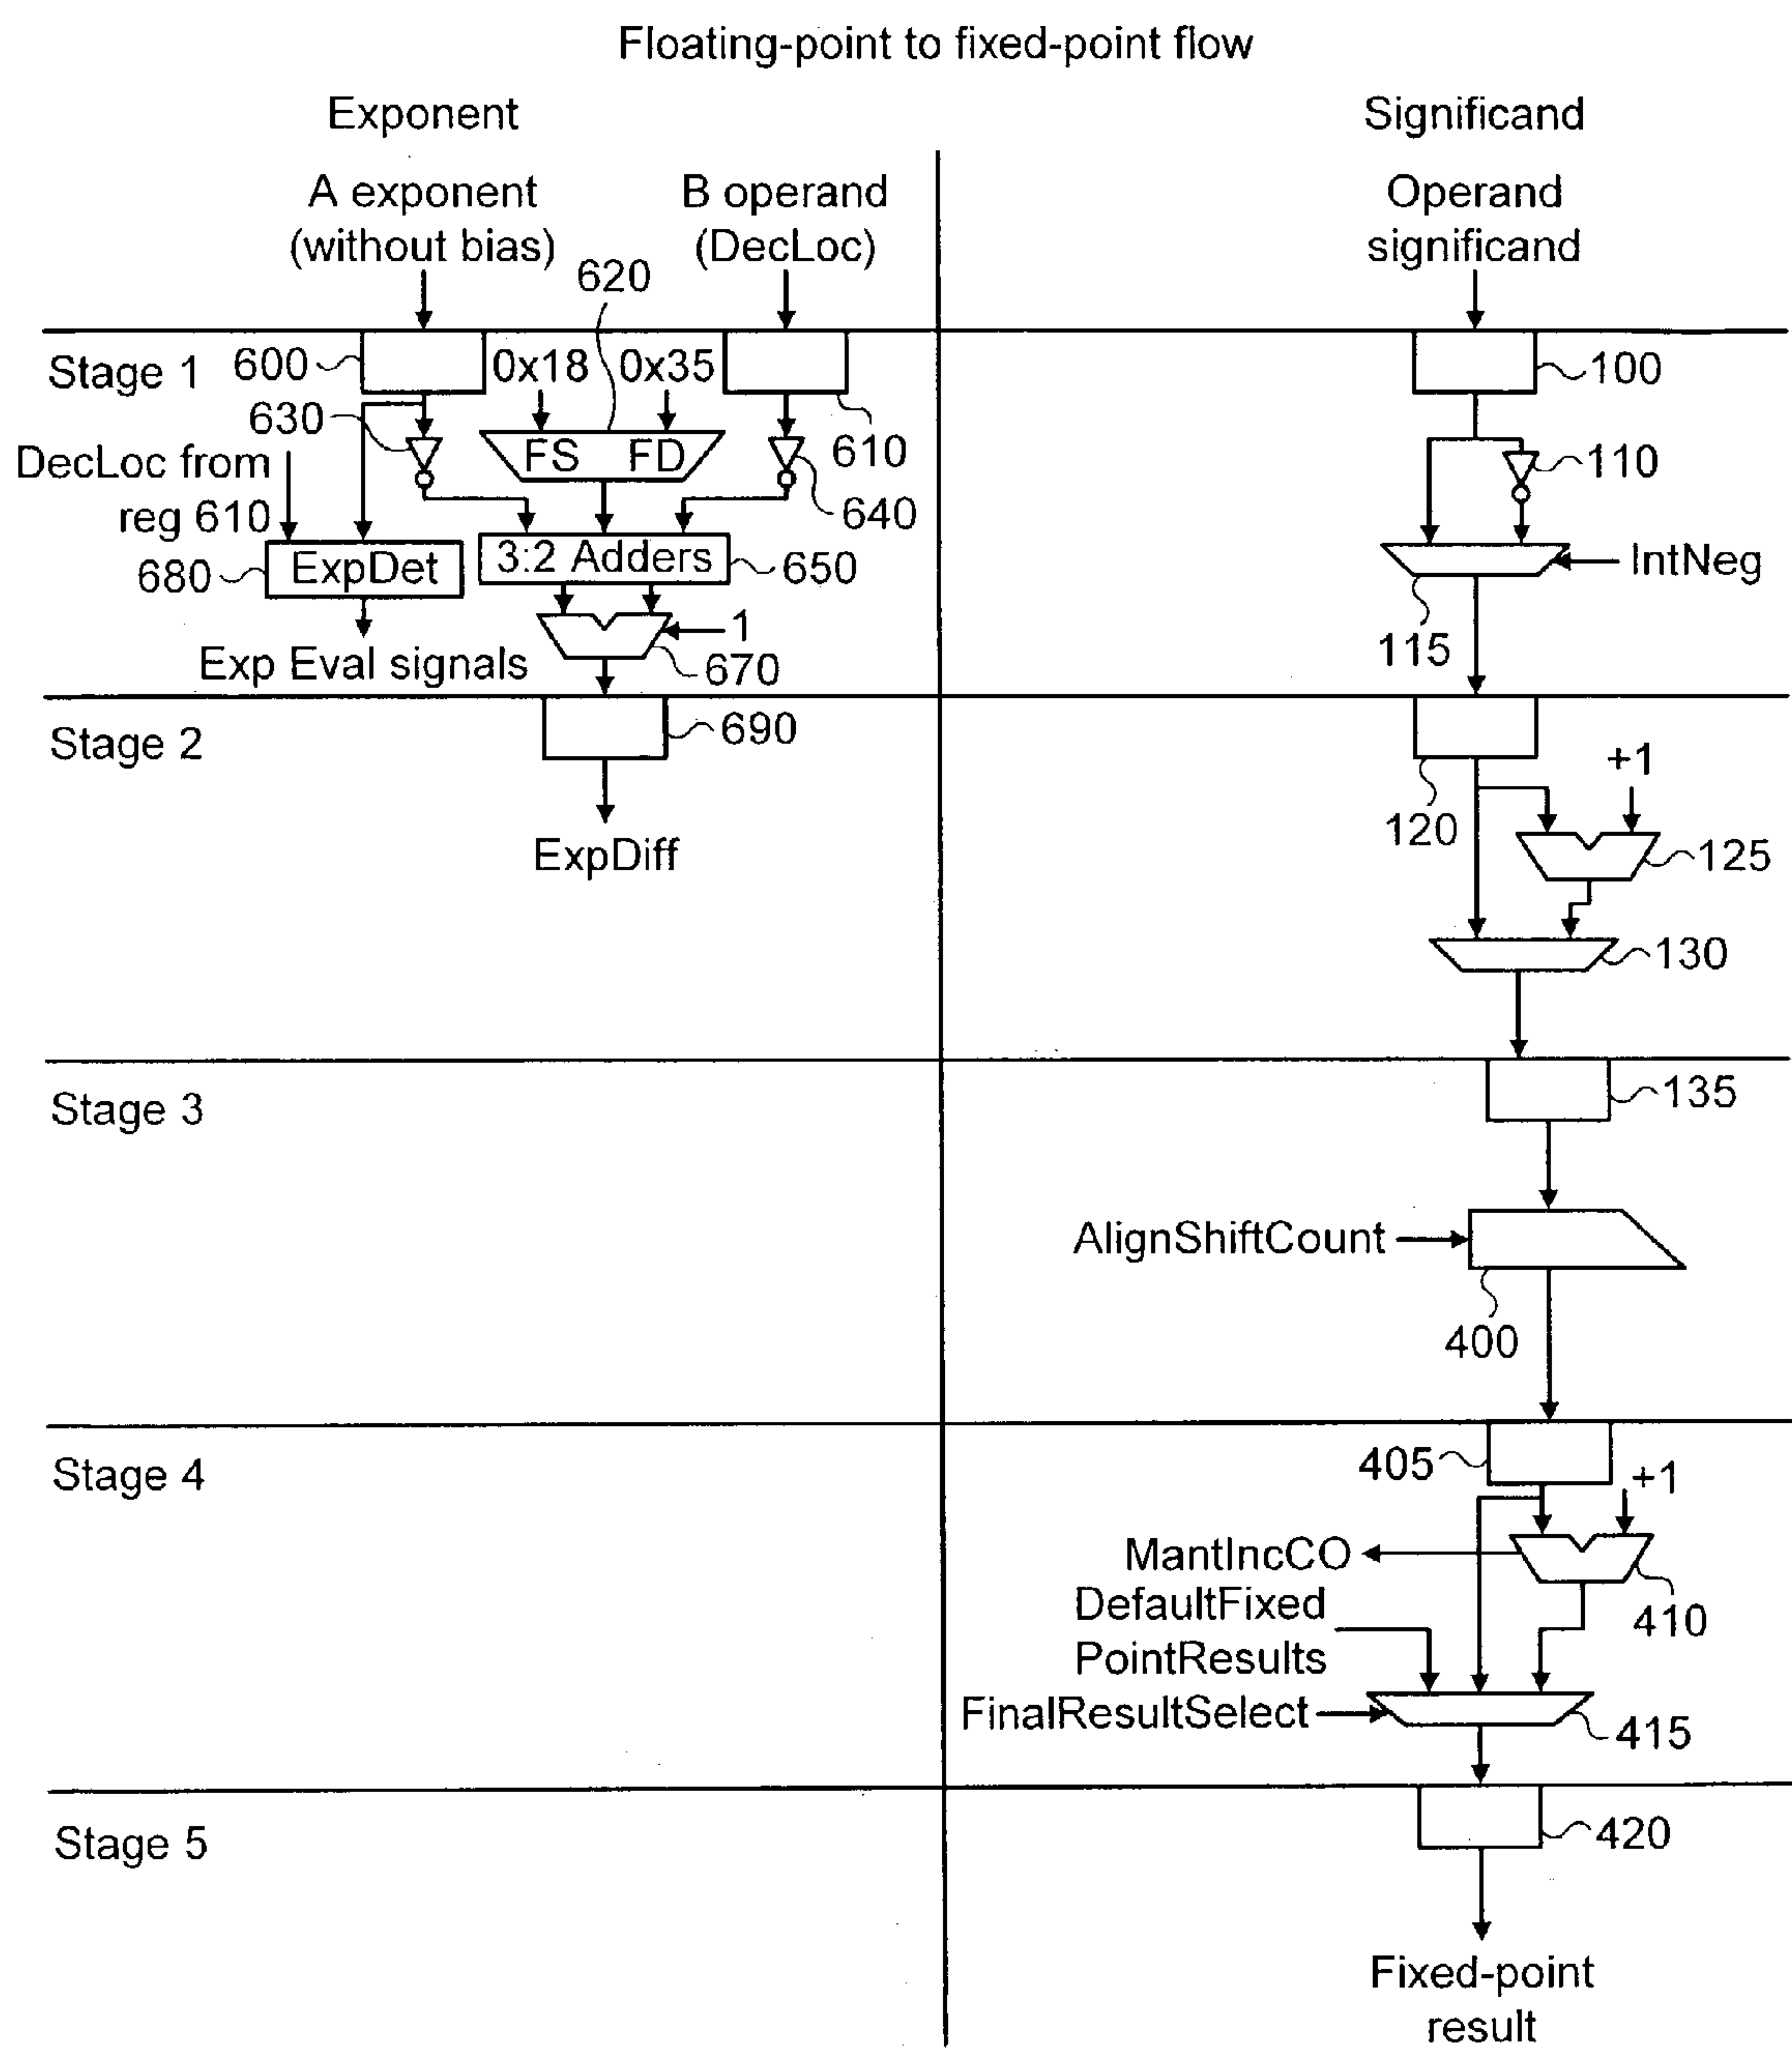 Floating-point to fixed-point flow
Exponent
Significand
A exponent
(without bias)
B operand
(DecLoc)
Operand
significand
620
Stage 1
600
0x18
0x35
100
630
FS
FD
610
110
DecLoc from
reg 610
640
680
ExpDet
3:2 Adders
650
IntNeg
1
115
Exp Eval signals
670
Stage 2
690
+1
120
125
ExpDiff
130
Stage 3
135
AlignShiftCount
400
Stage 4
405
+1
MantIncCO
DefaultFixed
PointResults
410
FinalResultSelect
415
Stage 5
420
Fixed-point
result